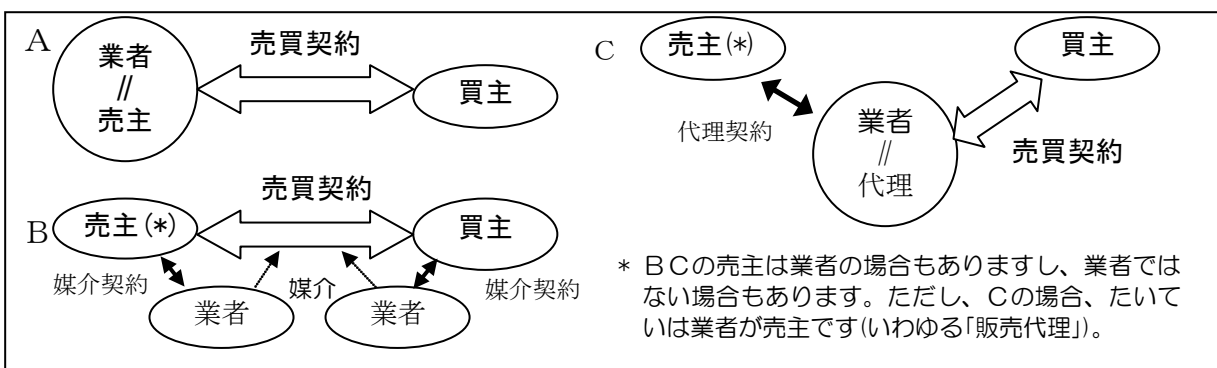 A
業者
//
売主
売買契約
買主
B
売主(*)
売買契約
買主
媒介契約
業者
媒介
業者
媒介契約
C
売主(*)
買主
代理契約
業者
//
代理
売買契約
* ＢＣの売主は業者の場合もありますし、業者では
ない場合もあります。ただし、Ｃの場合、たいて
いは業者が売主です(いわゆる「販売代理」)。